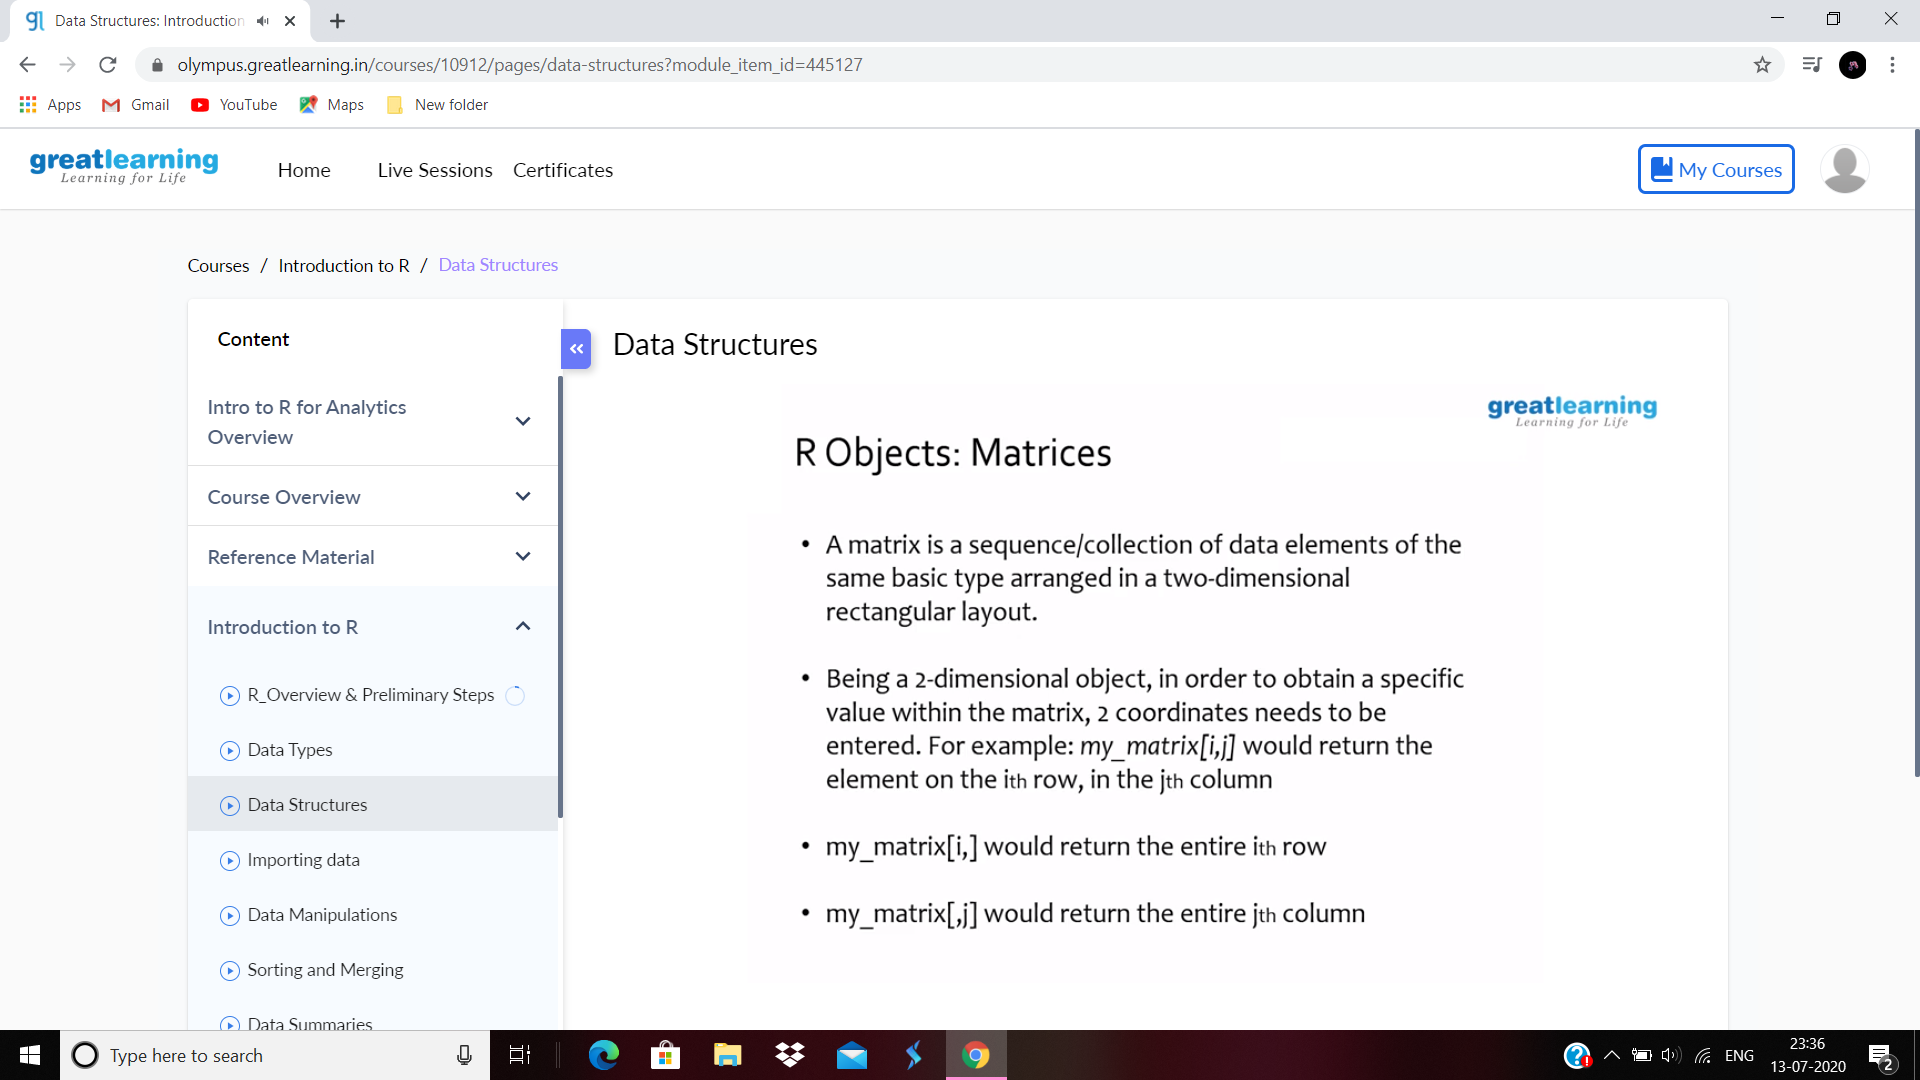 gl Data Structures: Introduction
olympus.greatlearning.in/courses/10912/pages/data-structures?module_item_id=445127
Apps Gmail YouTube Maps New folder
greatlearning
Learning for Life
Home Live Sessions Certificates My Courses
Courses / Introduction to R / Data Structures
Content
Intro to R for Analytics
Overview
Course Overview
Reference Material
Introduction to R
R_Overview & Preliminary Steps
Data Types
Data Structures
Importing data
Data Manipulations
Sorting and Merging
Data Summaries
Data Structures
greatlearning
Learning for Life
R Objects: Matrices
• A matrix is a sequence/collection of data elements of the
same basic type arranged in a two-dimensional
rectangular layout.
• Being a 2-dimensional object, in order to obtain a specific
value within the matrix, 2 coordinates needs to be
entered. For example: my_matrix[i,j] would return the
element on the ith row, in the jth column
• my_matrix[i,] would return the entire ith row
• my_matrix[,j] would return the entire jth column
Type here to search
ENG
23:36
13-07-2020
2